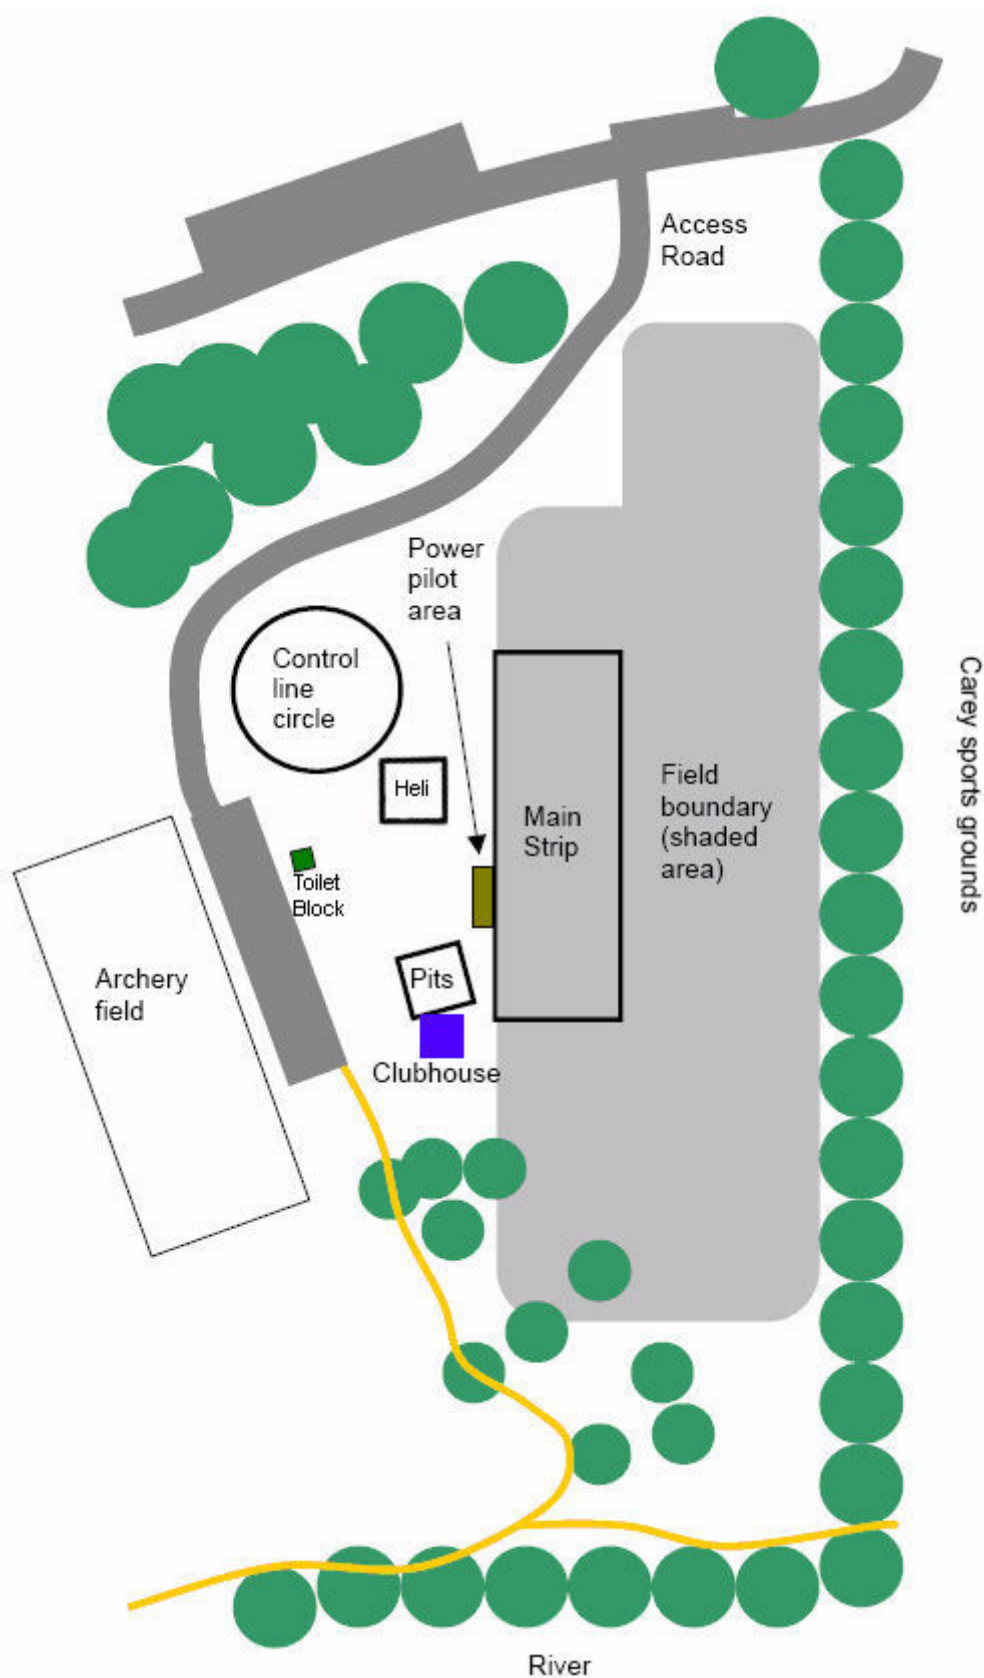 Access
Road
Power
pilot
area
Control
line
circle
Heli
Main
Strip
Field
boundary
(shaded
area)
Carey sports grounds
Toilet
Block
Archery
field
Pits
Clubhouse
River